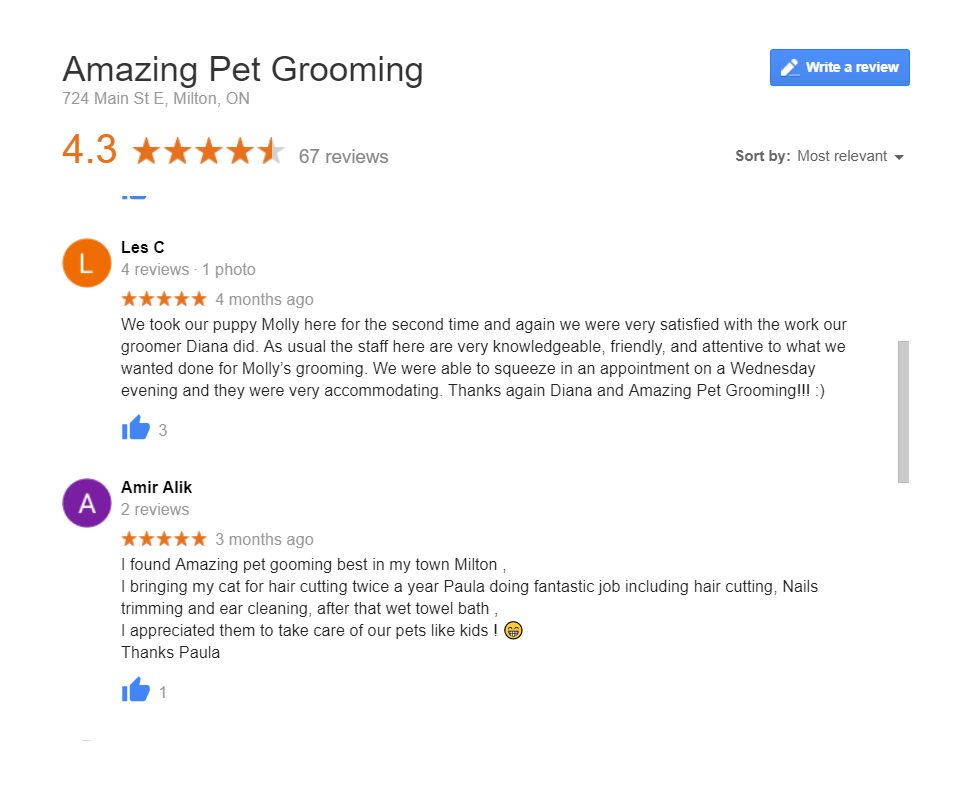 Amazing Pet Grooming
Write a review
724 Main St E, Milton, ON
4.3 67 reviews
Sort by: Most relevant
L
Les C
4 reviews · 1 photo
4 months ago
We took our puppy Molly here for the second time and again we were very satisfied with the work our
groomer Diana did. As usual the staff here are very knowledgeable, friendly, and attentive to what we
wanted done for Molly’s grooming. We were able to squeeze in an appointment on a Wednesday
evening and they were very accommodating. Thanks again Diana and Amazing Pet Grooming!!! :)
3
A
Amir Alik
2 reviews
3 months ago
I found Amazing pet gooming best in my town Milton ,
I bringing my cat for hair cutting twice a year Paula doing fantastic job including hair cutting, Nails
trimming and ear cleaning, after that wet towel bath ,
I appreciated them to take care of our pets like kids ! 😁
Thanks Paula
1